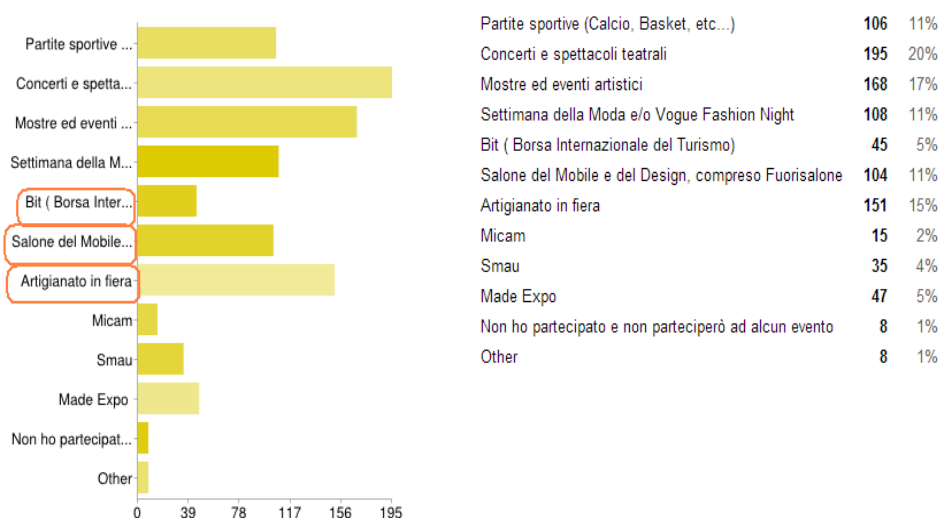 Partite sportive ...
Concerti e spetta...
Mostre ed eventi ...
Settimana della M...
Bit ( Borsa Inter...
Salone del Mobile...
Artigianato in fiera
Micam
Smau
Made Expo
Non ho partecipat...
Other
0 39 78 117 156 195
Partite sportive (Calcio, Basket, etc...) 106 11%
Concerti e spettacoli teatrali 195 20%
Mostre ed eventi artistici 168 17%
Settimana della Moda e/o Vogue Fashion Night 108 11%
Bit ( Borsa Internazionale del Turismo) 45 5%
Salone del Mobile e del Design, compreso Fuorisalone 104 11%
Artigianato in fiera 151 15%
Micam 15 2%
Smau 35 4%
Made Expo 47 5%
Non ho partecipato e non parteciperò ad alcun evento 8 1%
Other 8 1%